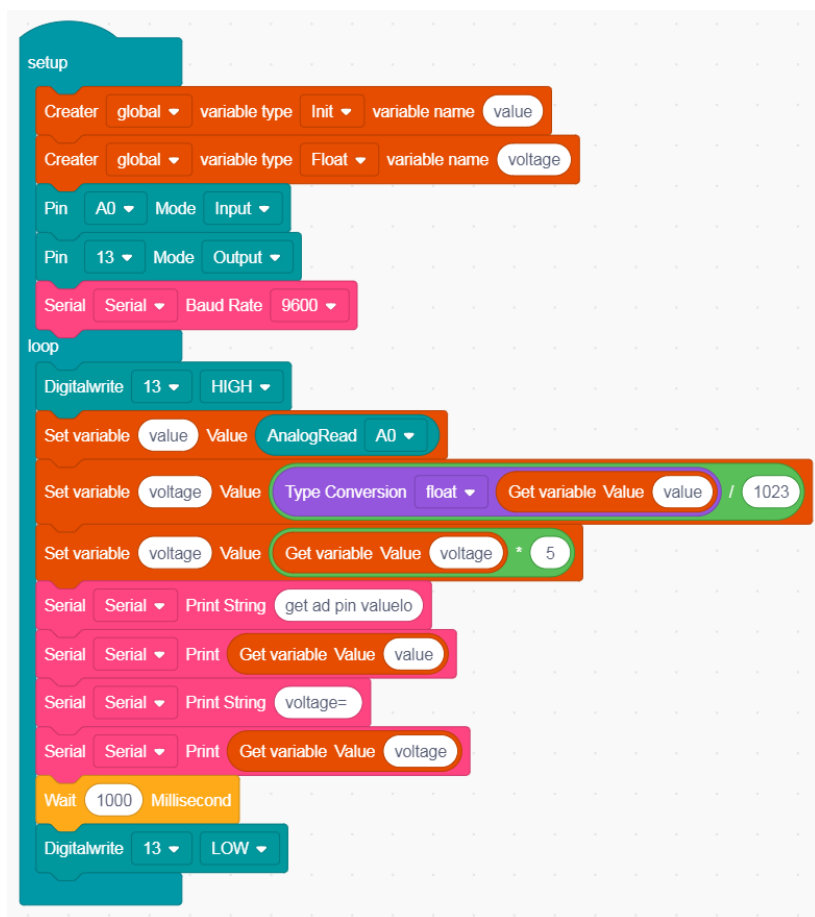 setup
Creater global variable type Init variable name value
Creater global variable type Float variable name voltage
Pin A0 Mode Input
Pin 13 Mode Output
Serial Serial Baud Rate 9600
loop
Digitalwrite 13 HIGH
Set variable value Value AnalogRead A0
Set variable voltage Value Type Conversion float Get variable Value value / 1023
Set variable voltage Value Get variable Value voltage * 5
Serial Serial Print String get ad pin valuelo
Serial Serial Print Get variable Value value
Serial Serial Print String voltage=
Serial Serial Print Get variable Value voltage
Wait 1000 Millisecond
Digitalwrite 13 LOW